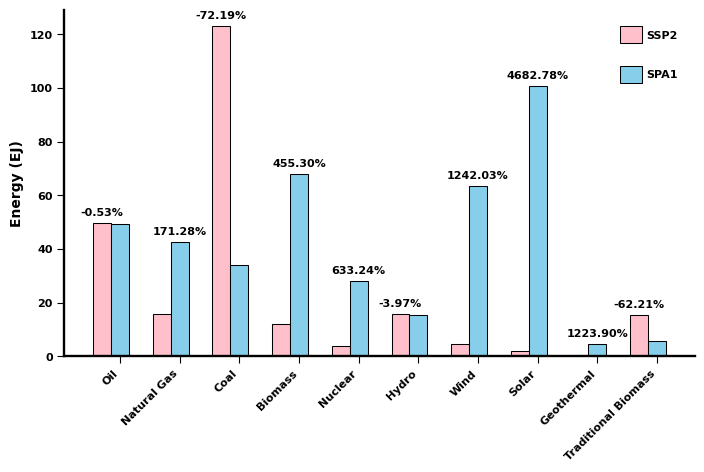 -72.19%
SSP2
120
4682.78%
SPA1
100
455.30%
Energy (EJ)
80
1242.03%
60
-0.53%
171.28%
40
633.24%
20
-3.97%
-62.21%
1223.90%
0
Oil
Natural Gas
Coal
Biomass
Nuclear
Hydro
Wind
Solar
Geothermal
Traditional Biomass